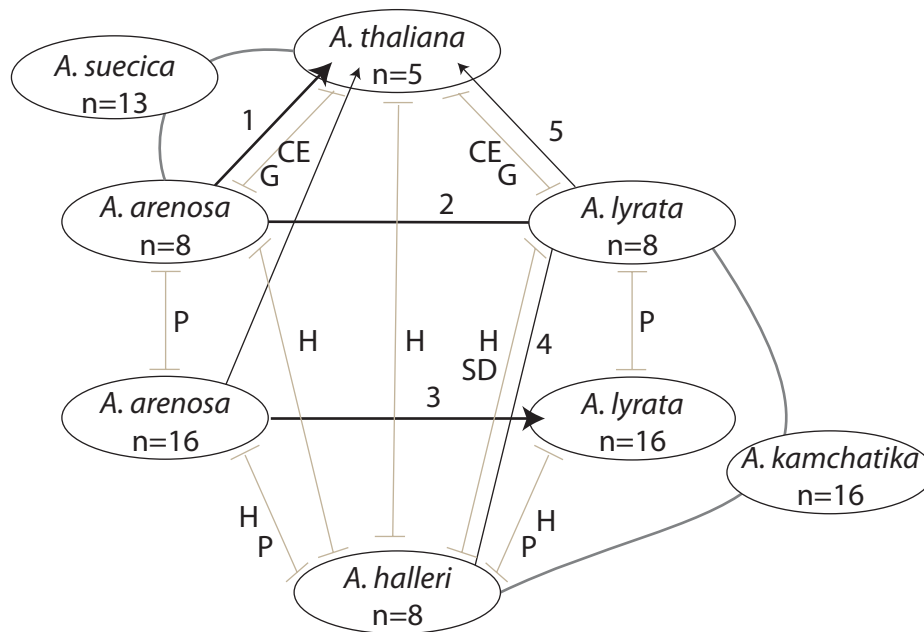 A. thaliana
n=5
A. suecica
n=13
1
CE
G
CE
G
5
A. arenosa
n=8
2
A. lyrata
n=8
P
H
H
H
SD
4
P
A. arenosa
n=16
3
A. lyrata
n=16
A. kamchatika
n=16
H
P
H
P
A. halleri
n=8